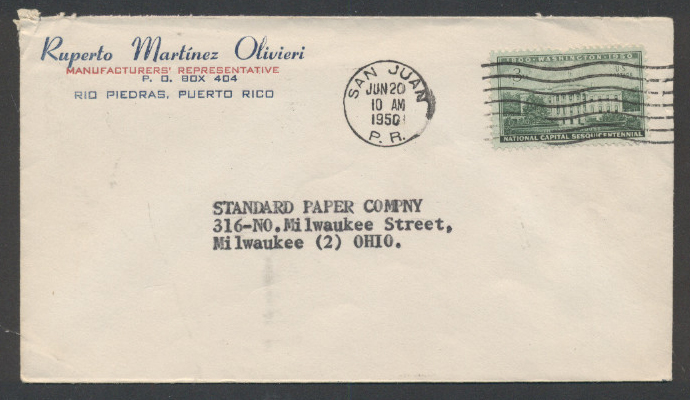 Ruperto Martínez Olivieri
MANUFACTURERS' REPRESENTATIVE
P. O. BOX 404
RIO PIEDRAS, PUERTO RICO
SAN JUAN
JUN 20
10 AM
1950
P. R.
1800-WASHINGTON-1950
NATIONAL CAPITAL SESQUICENTENNIAL
STANDARD PAPER COMPNY
316-NO.Milwaukee Street,
Milwaukee (2) OHIO.